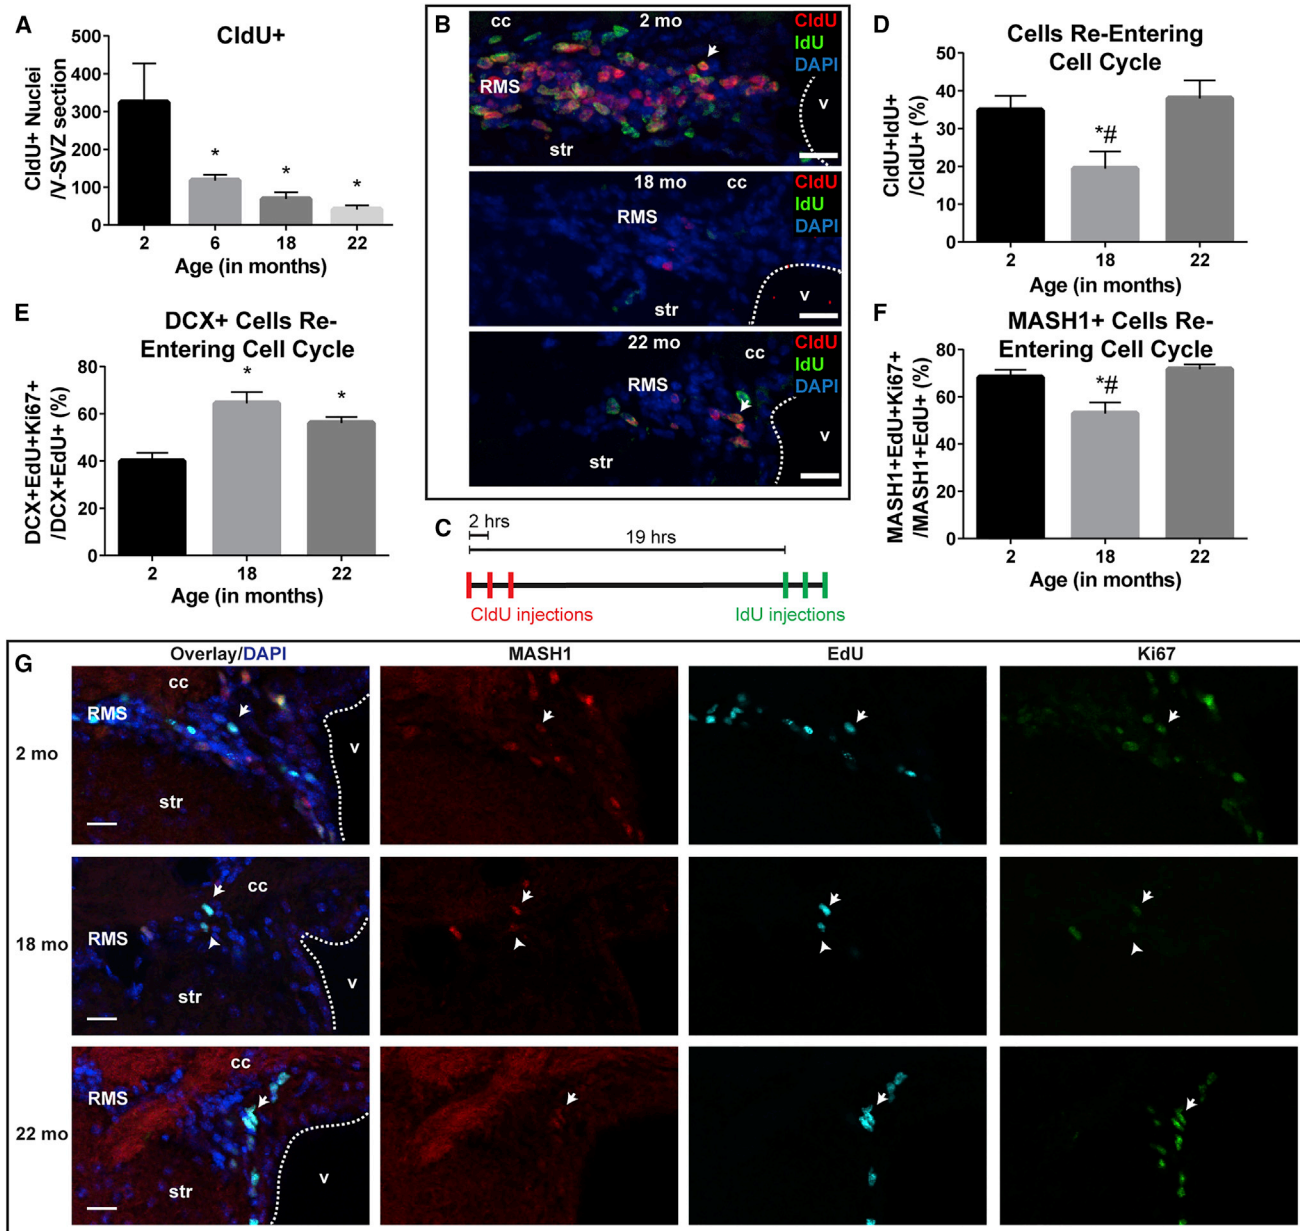 A
CldU+
CldU+ Nuclei
/V-SVZ section
500
400
300
200
100
0
*
*
*
2
6
18
22
Age (in months)
B
cc
2 mo
CldU
IdU
DAPI
RMS
str
v
18 mo
cc
CldU
IdU
DAPI
RMS
str
v
22 mo
cc
CldU
IdU
DAPI
RMS
str
v
C
2 hrs
19 hrs
CldU injections
IdU injections
D
Cells Re-Entering
Cell Cycle
CldU+IdU+
/CldU+ (%)
50
40
30
20
10
0
*#
2
18
22
Age (in months)
E
DCX+ Cells Re-
Entering Cell Cycle
DCX+EdU+Ki67+
/DCX+EdU+ (%)
80
60
40
20
0
*
*
2
18
22
Age (in months)
F
MASH1+ Cells Re-
Entering Cell Cycle
MASH1+EdU+Ki67+
/MASH1+EdU+ (%)
80
60
40
20
0
*#
2
18
22
Age (in months)
G
Overlay/DAPI
MASH1
EdU
Ki67
2 mo
cc
RMS
v
str
18 mo
cc
RMS
v
str
22 mo
cc
RMS
v
str